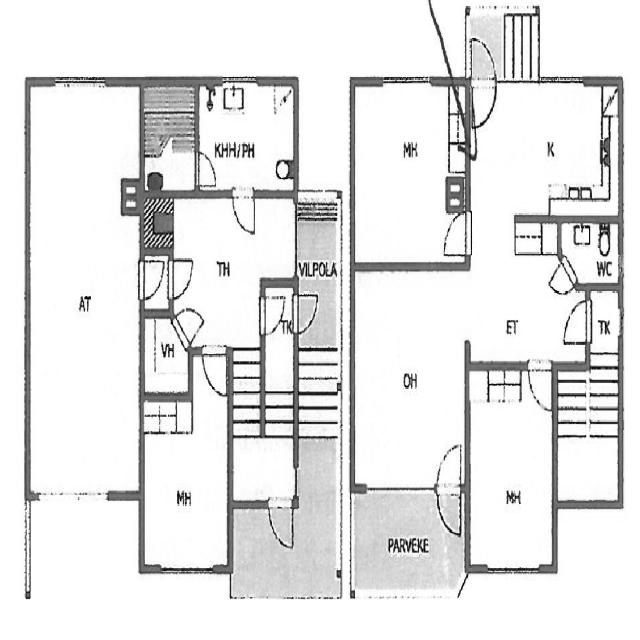 KHH/PH
TH
VILPOLA
AT
TK
VH
MH
MH
K
WC
ET
TK
OH
MH
PARVEKE